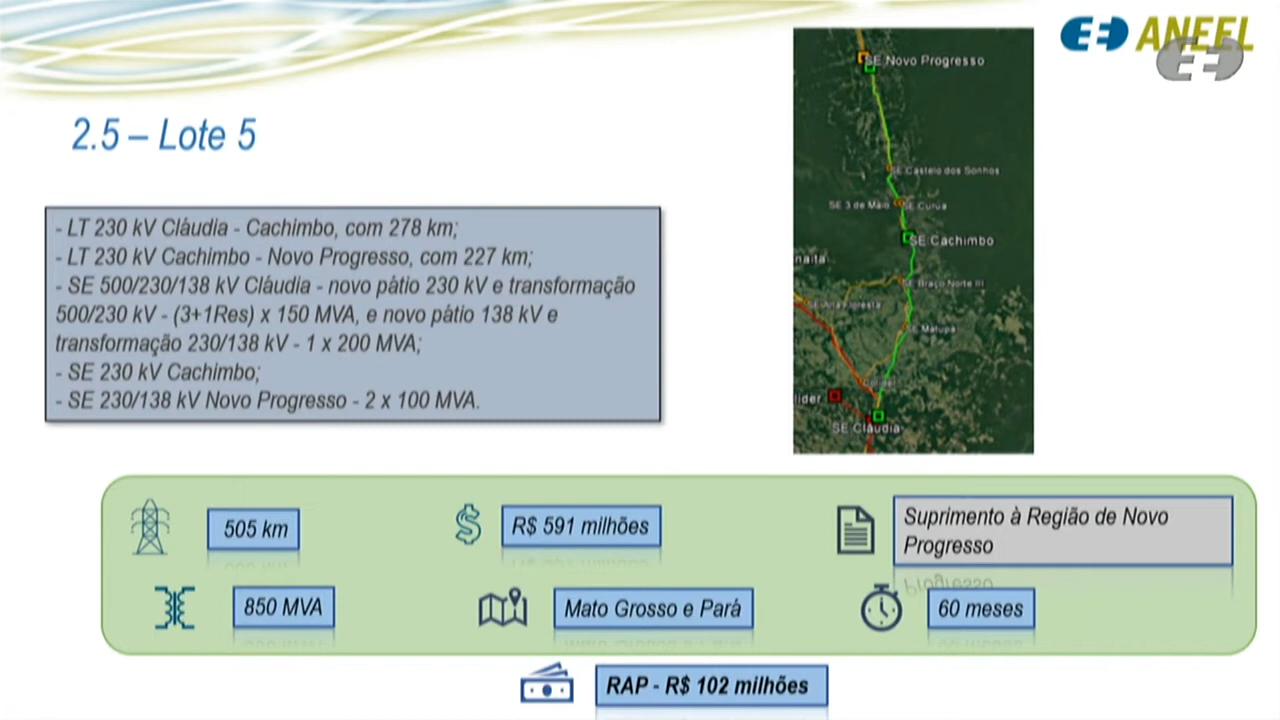 ANEEL
2.5 – Lote 5
- LT 230 kV Cláudia - Cachimbo, com 278 km;
- LT 230 kV Cachimbo - Novo Progresso, com 227 km;
- SE 500/230/138 kV Cláudia - novo pátio 230 kV e transformação
500/230 kV - (3+1Res) x 150 MVA, e novo pátio 138 kV e
transformação 230/138 kV - 1 x 200 MVA;
- SE 230 kV Cachimbo;
- SE 230/138 kV Novo Progresso - 2 x 100 MVA.
SE Novo Progresso
SE Castelo dos Sonhos
SE 3 de Maio
SE Curuá
SE Cachimbo
naíta
SE Braço Norte III
SE Matupá
Colíder
líder
SE Cláudia
505 km
R$ 591 milhões
Suprimento à Região de Novo
Progresso
850 MVA
Mato Grosso e Pará
60 meses
RAP - R$ 102 milhões